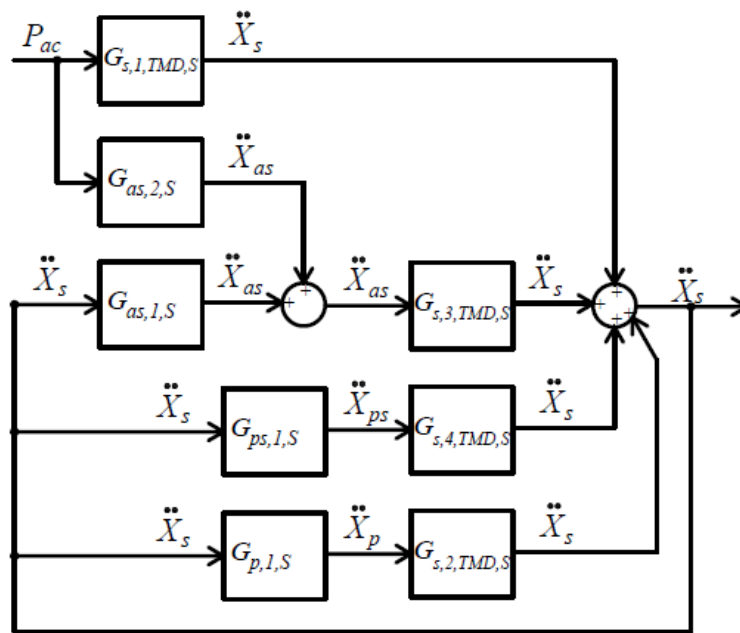 P_ac G_s,1,TMD,S Ẍ_s
G_as,2,S Ẍ_as
+
Ẍ_s G_as,1,S Ẍ_as + Ẍ_as G_s,3,TMD,S Ẍ_s + + + + Ẍ_s
Ẍ_s G_ps,1,S Ẍ_ps G_s,4,TMD,S Ẍ_s
Ẍ_s G_p,1,S Ẍ_p G_s,2,TMD,S Ẍ_s